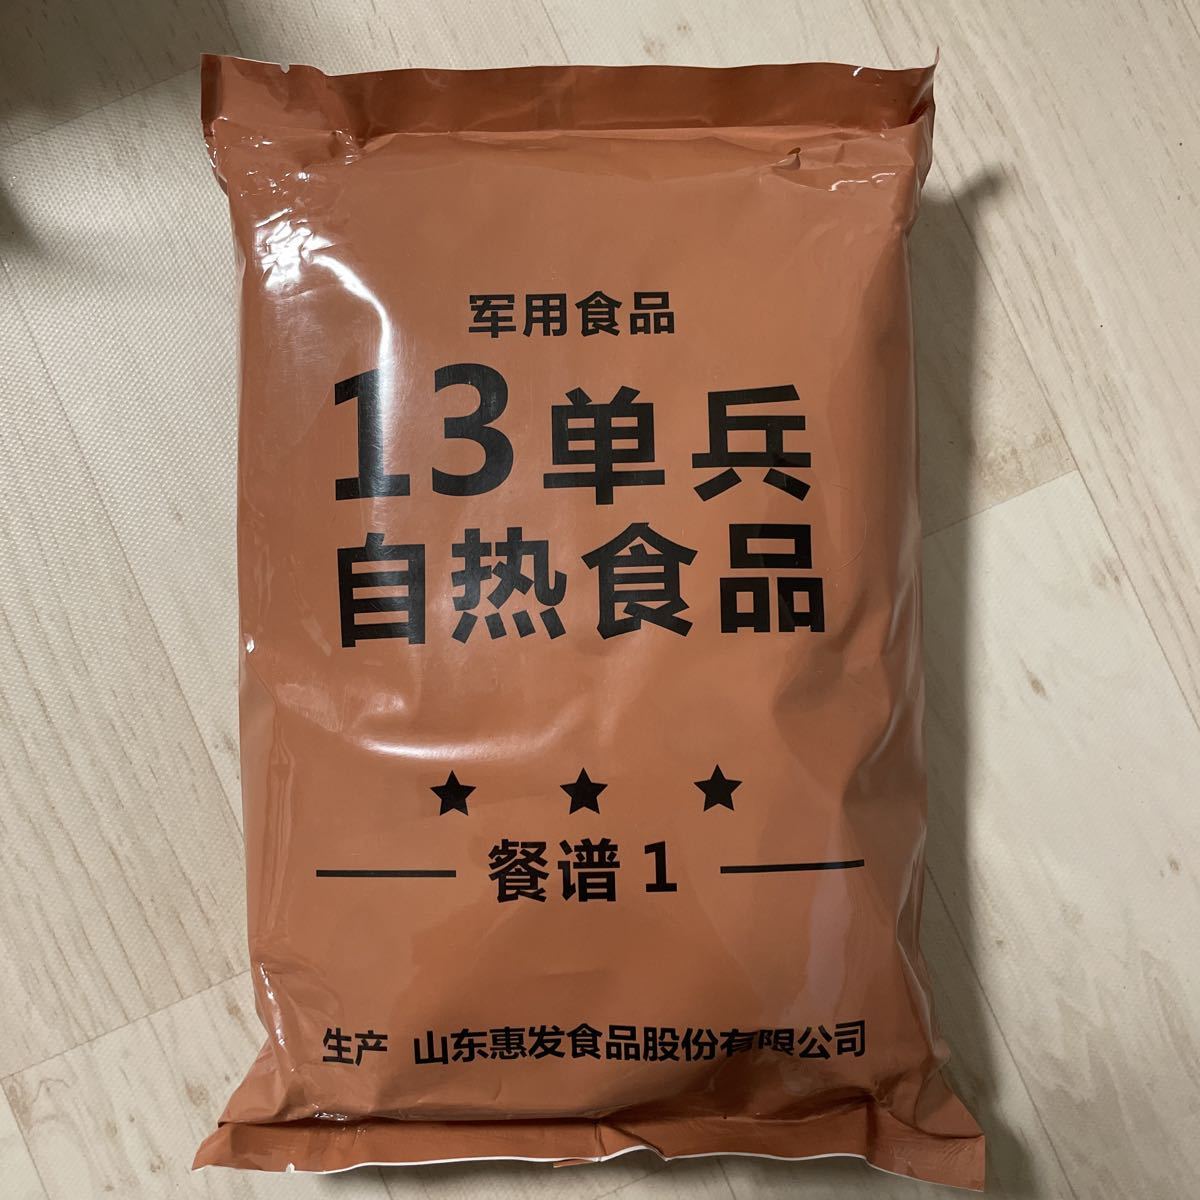 军用食品
13单兵
自热食品
餐谱 1
生产 山东惠发食品股份有限公司